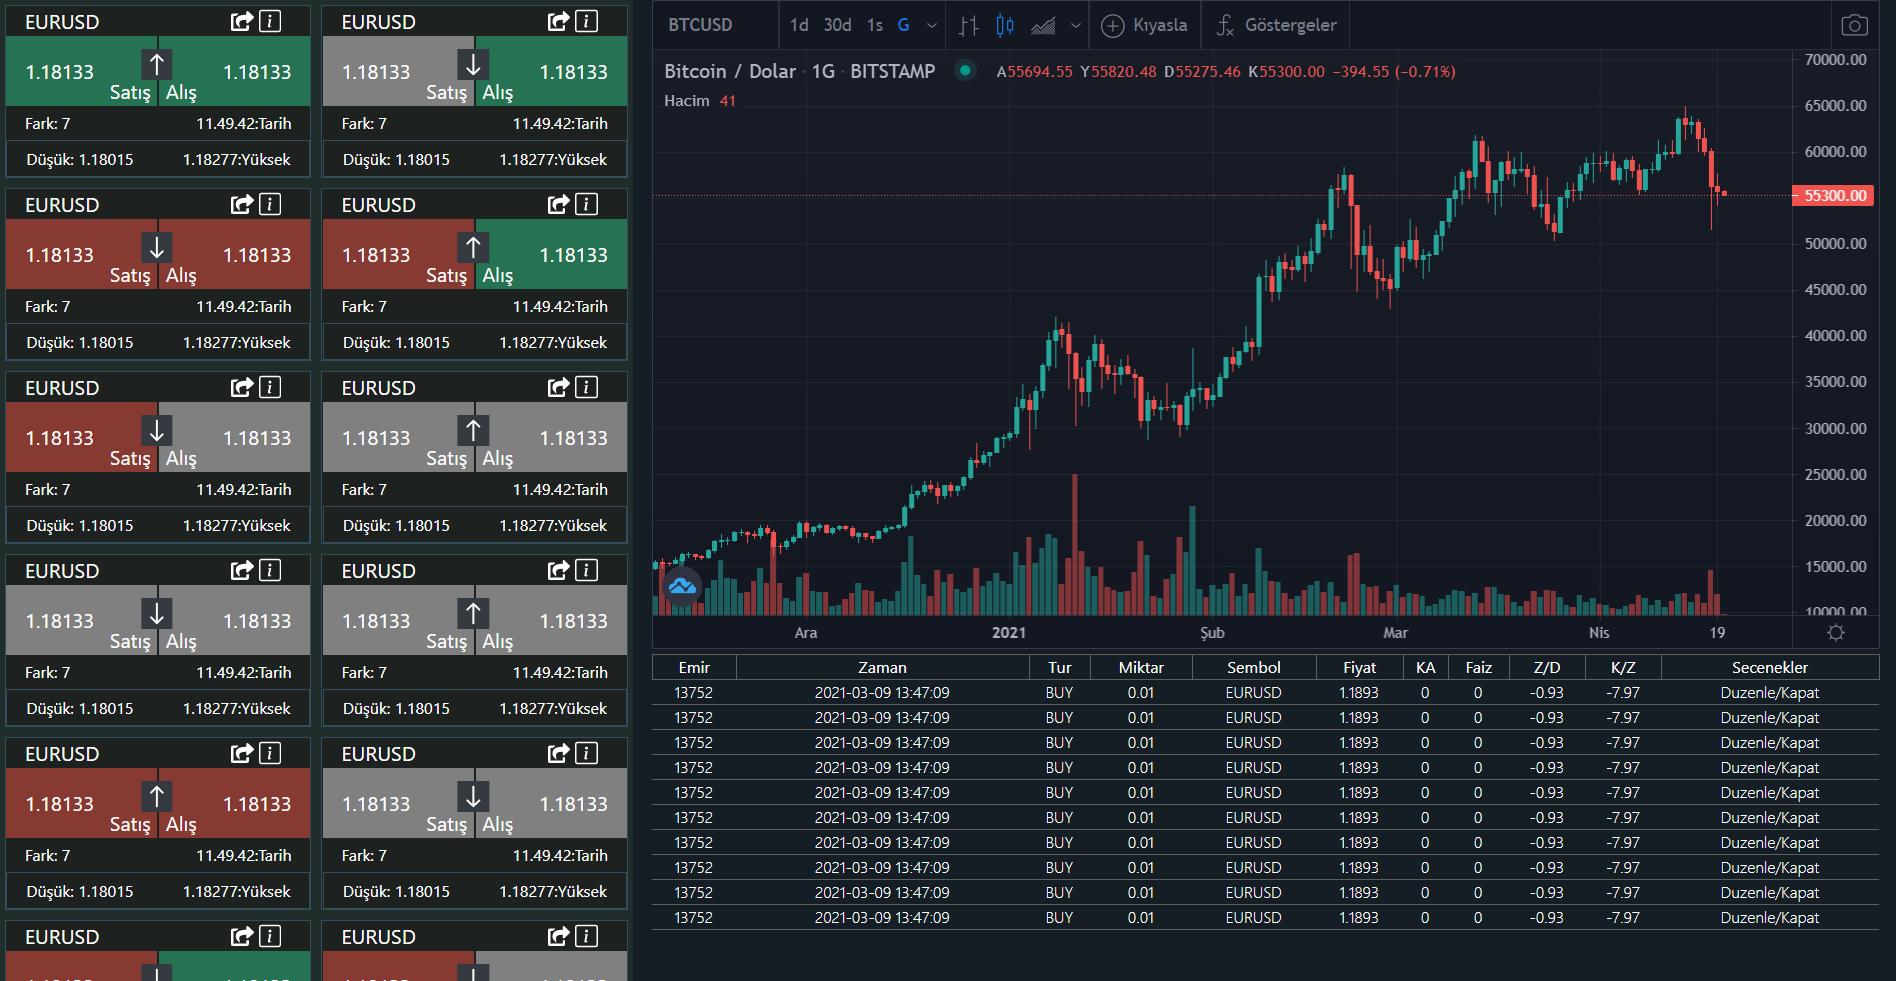 EURUSD
1.18133 1.18133
Satış Alış
Fark: 7 11.49.42:Tarih
Düşük: 1.18015 1.18277:Yüksek
EURUSD
1.18133 1.18133
Satış Alış
Fark: 7 11.49.42:Tarih
Düşük: 1.18015 1.18277:Yüksek
EURUSD
1.18133 1.18133
Satış Alış
Fark: 7 11.49.42:Tarih
Düşük: 1.18015 1.18277:Yüksek
EURUSD
1.18133 1.18133
Satış Alış
Fark: 7 11.49.42:Tarih
Düşük: 1.18015 1.18277:Yüksek
EURUSD
1.18133 1.18133
Satış Alış
Fark: 7 11.49.42:Tarih
Düşük: 1.18015 1.18277:Yüksek
EURUSD
1.18133 1.18133
Satış Alış
Fark: 7 11.49.42:Tarih
Düşük: 1.18015 1.18277:Yüksek
EURUSD
1.18133 1.18133
Satış Alış
Fark: 7 11.49.42:Tarih
Düşük: 1.18015 1.18277:Yüksek
EURUSD
1.18133 1.18133
Satış Alış
Fark: 7 11.49.42:Tarih
Düşük: 1.18015 1.18277:Yüksek
EURUSD
1.18133 1.18133
Satış Alış
Fark: 7 11.49.42:Tarih
Düşük: 1.18015 1.18277:Yüksek
EURUSD
1.18133 1.18133
Satış Alış
Fark: 7 11.49.42:Tarih
Düşük: 1.18015 1.18277:Yüksek
EURUSD
EURUSD
BTCUSD 1d 30d 1s G Kıyasla Göstergeler
Bitcoin / Dolar · 1G · BITSTAMP A55694.55 Y55820.48 D55275.46 K55300.00 −394.55 (−0.71%)
Hacim 41
70000.00
65000.00
60000.00
55300.00
50000.00
45000.00
40000.00
35000.00
30000.00
25000.00
20000.00
15000.00
10000.00
Ara 2021 Şub Mar Nis 19
Emir Zaman Tur Miktar Sembol Fiyat KA Faiz Z/D K/Z Secenekler
13752 2021-03-09 13:47:09 BUY 0.01 EURUSD 1.1893 0 0 -0.93 -7.97 Duzenle/Kapat
13752 2021-03-09 13:47:09 BUY 0.01 EURUSD 1.1893 0 0 -0.93 -7.97 Duzenle/Kapat
13752 2021-03-09 13:47:09 BUY 0.01 EURUSD 1.1893 0 0 -0.93 -7.97 Duzenle/Kapat
13752 2021-03-09 13:47:09 BUY 0.01 EURUSD 1.1893 0 0 -0.93 -7.97 Duzenle/Kapat
13752 2021-03-09 13:47:09 BUY 0.01 EURUSD 1.1893 0 0 -0.93 -7.97 Duzenle/Kapat
13752 2021-03-09 13:47:09 BUY 0.01 EURUSD 1.1893 0 0 -0.93 -7.97 Duzenle/Kapat
13752 2021-03-09 13:47:09 BUY 0.01 EURUSD 1.1893 0 0 -0.93 -7.97 Duzenle/Kapat
13752 2021-03-09 13:47:09 BUY 0.01 EURUSD 1.1893 0 0 -0.93 -7.97 Duzenle/Kapat
13752 2021-03-09 13:47:09 BUY 0.01 EURUSD 1.1893 0 0 -0.93 -7.97 Duzenle/Kapat
13752 2021-03-09 13:47:09 BUY 0.01 EURUSD 1.1893 0 0 -0.93 -7.97 Duzenle/Kapat